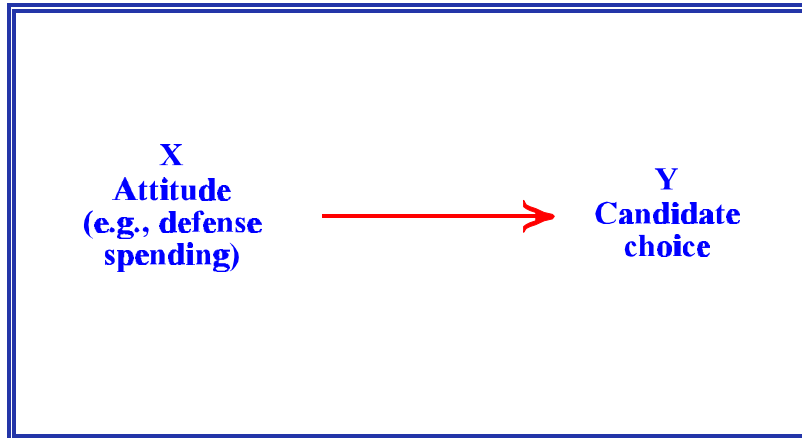 X
Attitude
(e.g., defense
spending)
Y
Candidate
choice